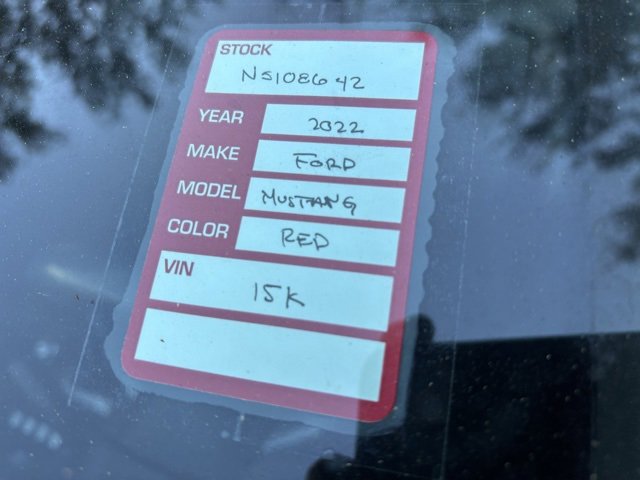 STOCK
NS108642
YEAR 2022
MAKE FORD
MODEL MUSTANG
COLOR RED
VIN
15K